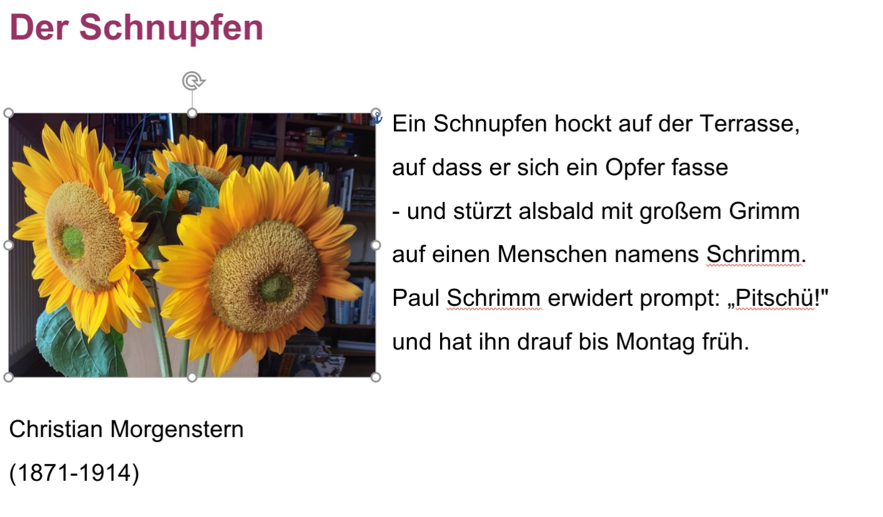 Der Schnupfen
Ein Schnupfen hockt auf der Terrasse,
auf dass er sich ein Opfer fasse
- und stürzt alsbald mit großem Grimm
auf einen Menschen namens Schrimm.
Paul Schrimm erwidert prompt: „Pitschü!"
und hat ihn drauf bis Montag früh.
Christian Morgenstern
(1871-1914)